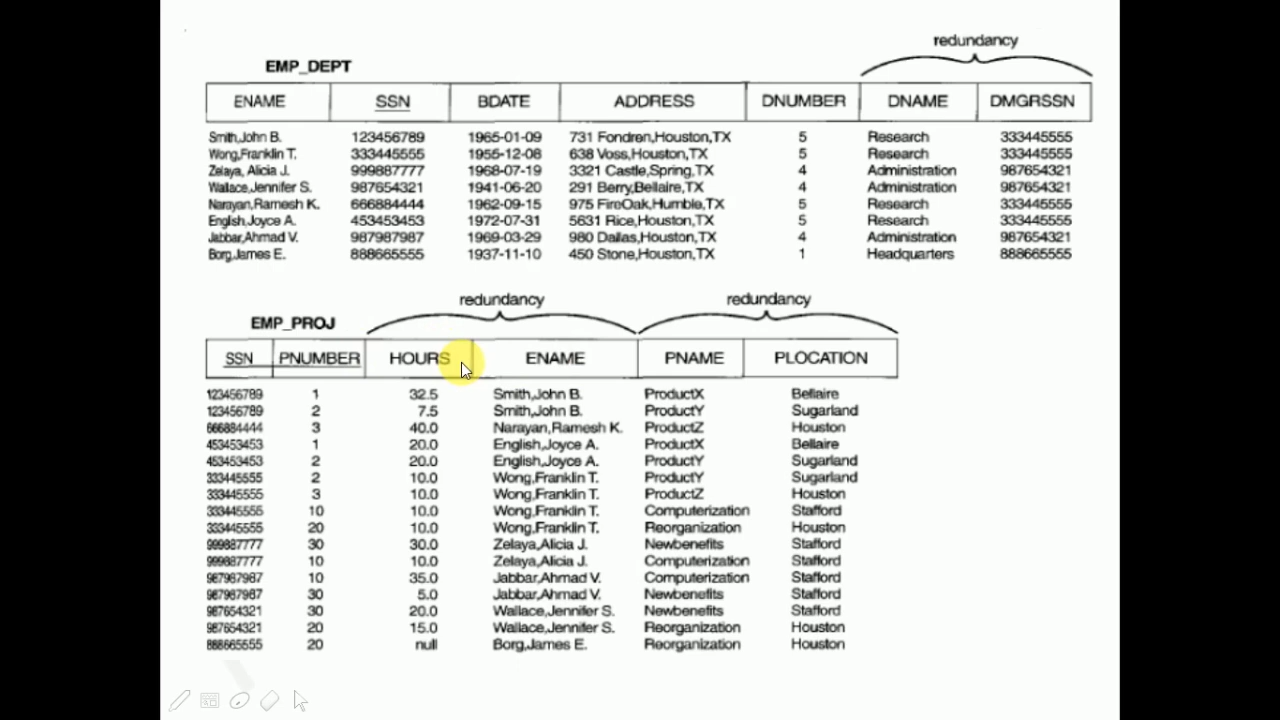 redundancy
EMP_DEPT
ENAME SSN BDATE ADDRESS DNUMBER DNAME DMGRSSN
Smith,John B. 123456789 1965-01-09 731 Fondren,Houston,TX 5 Research 333445555
Wong,Franklin T. 333445555 1955-12-08 638 Voss,Houston,TX 5 Research 333445555
Zelaya, Alicia J. 999887777 1968-07-19 3321 Castle,Spring,TX 4 Administration 987654321
Wallace,Jennifer S. 987654321 1941-06-20 291 Berry,Bellaire,TX 4 Administration 987654321
Narayan,Ramesh K. 666884444 1962-09-15 975 FireOak,Humble,TX 5 Research 333445555
English,Joyce A. 453453453 1972-07-31 5631 Rice,Houston,TX 5 Research 333445555
Jabbar,Ahmad V. 987987987 1969-03-29 980 Dallas,Houston,TX 4 Administration 987654321
Borg,James E. 888665555 1937-11-10 450 Stone,Houston,TX 1 Headquarters 888665555
redundancy redundancy
EMP_PROJ
SSN PNUMBER HOURS ENAME PNAME PLOCATION
123456789 1 32.5 Smith,John B. ProductX Bellaire
123456789 2 7.5 Smith,John B. ProductY Sugarland
666884444 3 40.0 Narayan,Ramesh K. ProductZ Houston
453453453 1 20.0 English,Joyce A. ProductX Bellaire
453453453 2 20.0 English,Joyce A. ProductY Sugarland
333445555 2 10.0 Wong,Franklin T. ProductY Sugarland
333445555 3 10.0 Wong,Franklin T. ProductZ Houston
333445555 10 10.0 Wong,Franklin T. Computerization Stafford
333445555 20 10.0 Wong,Franklin T. Reorganization Houston
999887777 30 30.0 Zelaya,Alicia J. Newbenefits Stafford
999887777 10 10.0 Zelaya,Alicia J. Computerization Stafford
987987987 10 35.0 Jabbar,Ahmad V. Computerization Stafford
987987987 30 5.0 Jabbar,Ahmad V. Newbenefits Stafford
987654321 30 20.0 Wallace,Jennifer S. Newbenefits Stafford
987654321 20 15.0 Wallace,Jennifer S. Reorganization Houston
888665555 20 null Borg,James E. Reorganization Houston